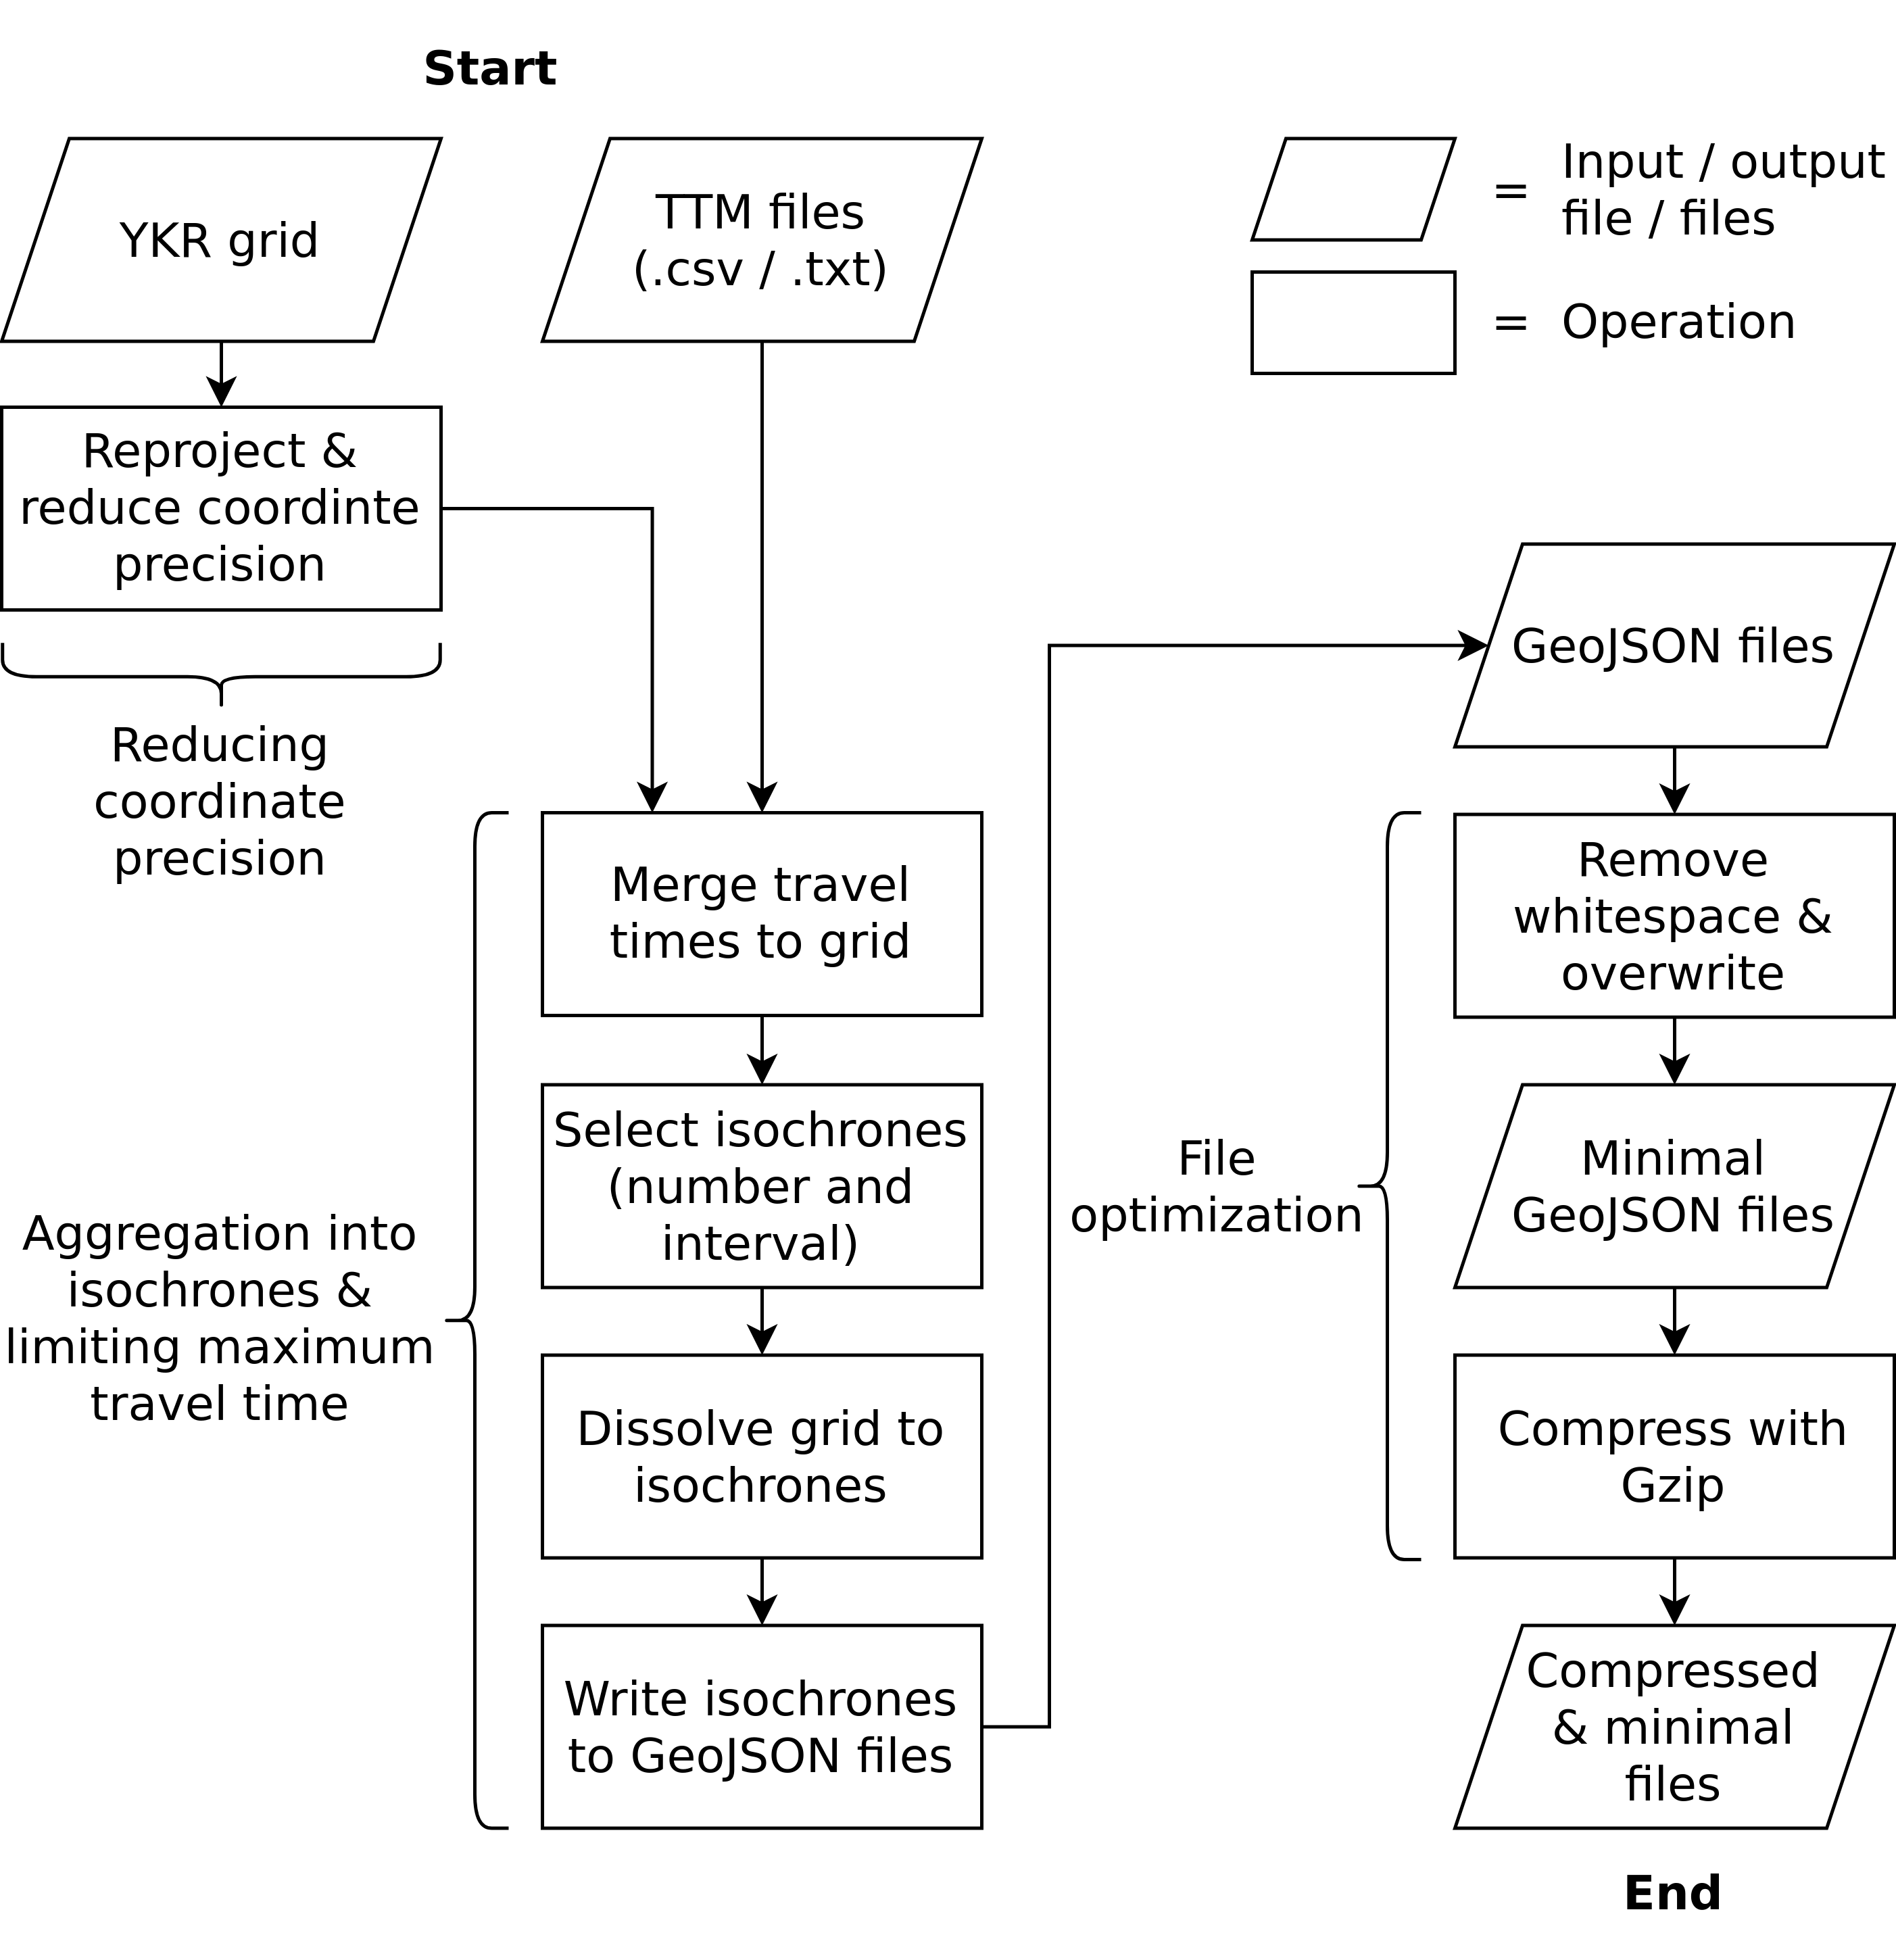 Start
YKR grid
TTM files
(.csv / .txt)
=
Input / output
file / files
=
Operation
Reproject &
reduce coordinte
precision
Reducing
coordinate
precision
Merge travel
times to grid
Select isochrones
(number and
interval)
Dissolve grid to
isochrones
Write isochrones
to GeoJSON files
Aggregation into
isochrones &
limiting maximum
travel time
GeoJSON files
Remove
whitespace &
overwrite
Minimal
GeoJSON files
Compress with
Gzip
File
optimization
Compressed
& minimal
files
End